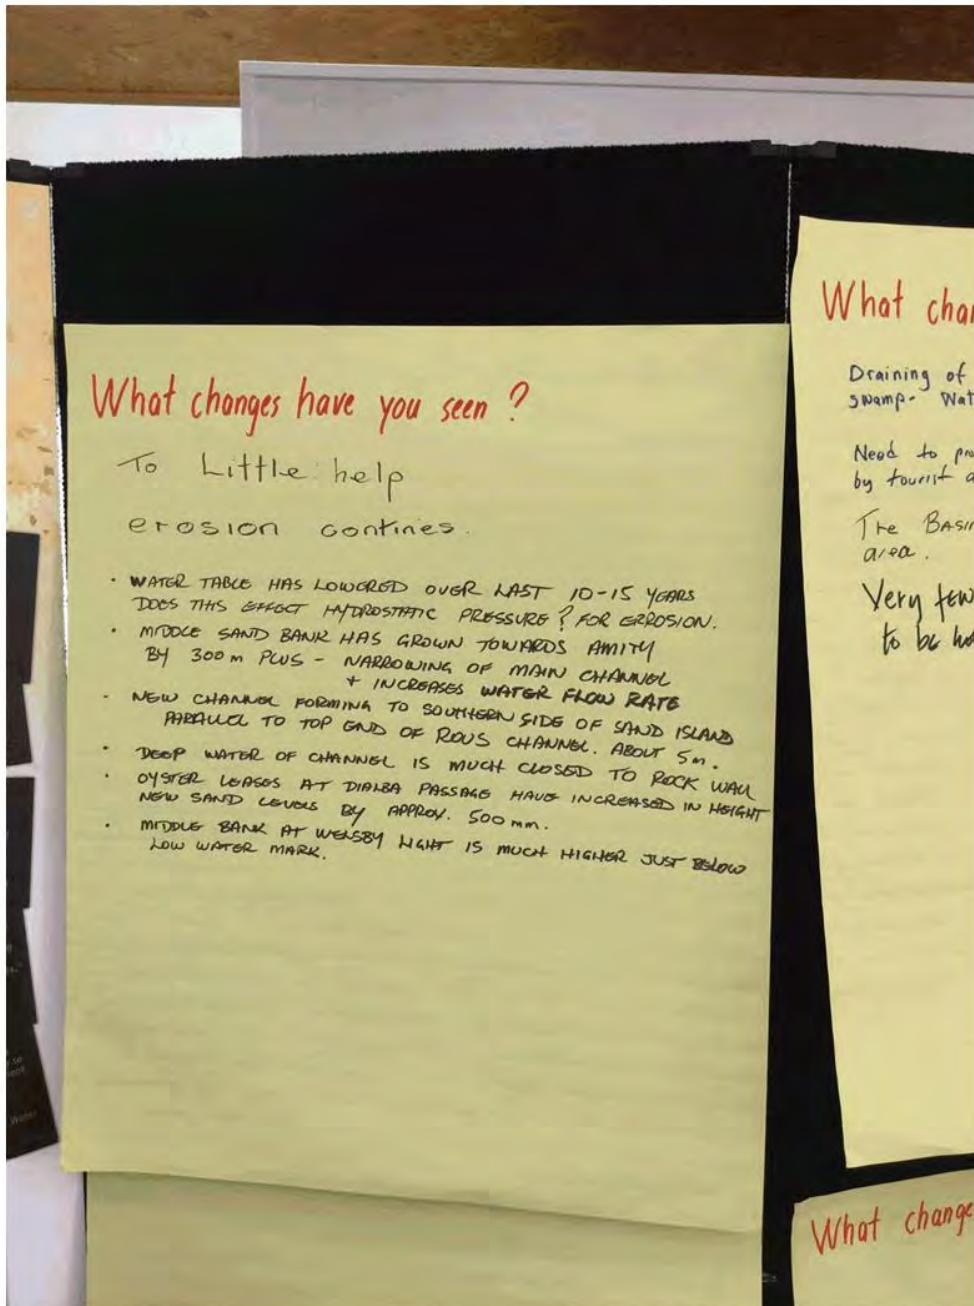 What changes have you seen ?
To Little help
erosion contines.
· WATER TABLE HAS LOWERED OVER LAST 10-15 YEARS
DOES THIS EFFECT HYDROSTATIC PRESSURE? FOR ERROSION.
· MIDDLE SAND BANK HAS GROWN TOWARDS AMITY
BY 300m PLUS - NARROWING OF MAIN CHANNEL
+ INCREASES WATER FLOW RATE
- NEW CHANNEL FORMING TO SOUTHERN SIDE OF SAND ISLAND
PARALLEL TO TOP END OF ROUS CHANNEL. ABOUT 5m.
· DEEP WATER OF CHANNEL IS MUCH CLOSED TO ROCK WALL
· OYSTER LEASES AT DIALBA PASSAGE HAVE INCREASED IN HEIGHT
NEW SAND LEVELS BY APPROX. 500mm.
· MIDDLE BANK AT WELSBY LIGHT IS MUCH HIGHER JUST BELOW
LOW WATER MARK.
What chan
Draining of
swamp- Wat
Need to pro
by tourist a
The BASIN
area.
Very few
to be
What change
Water